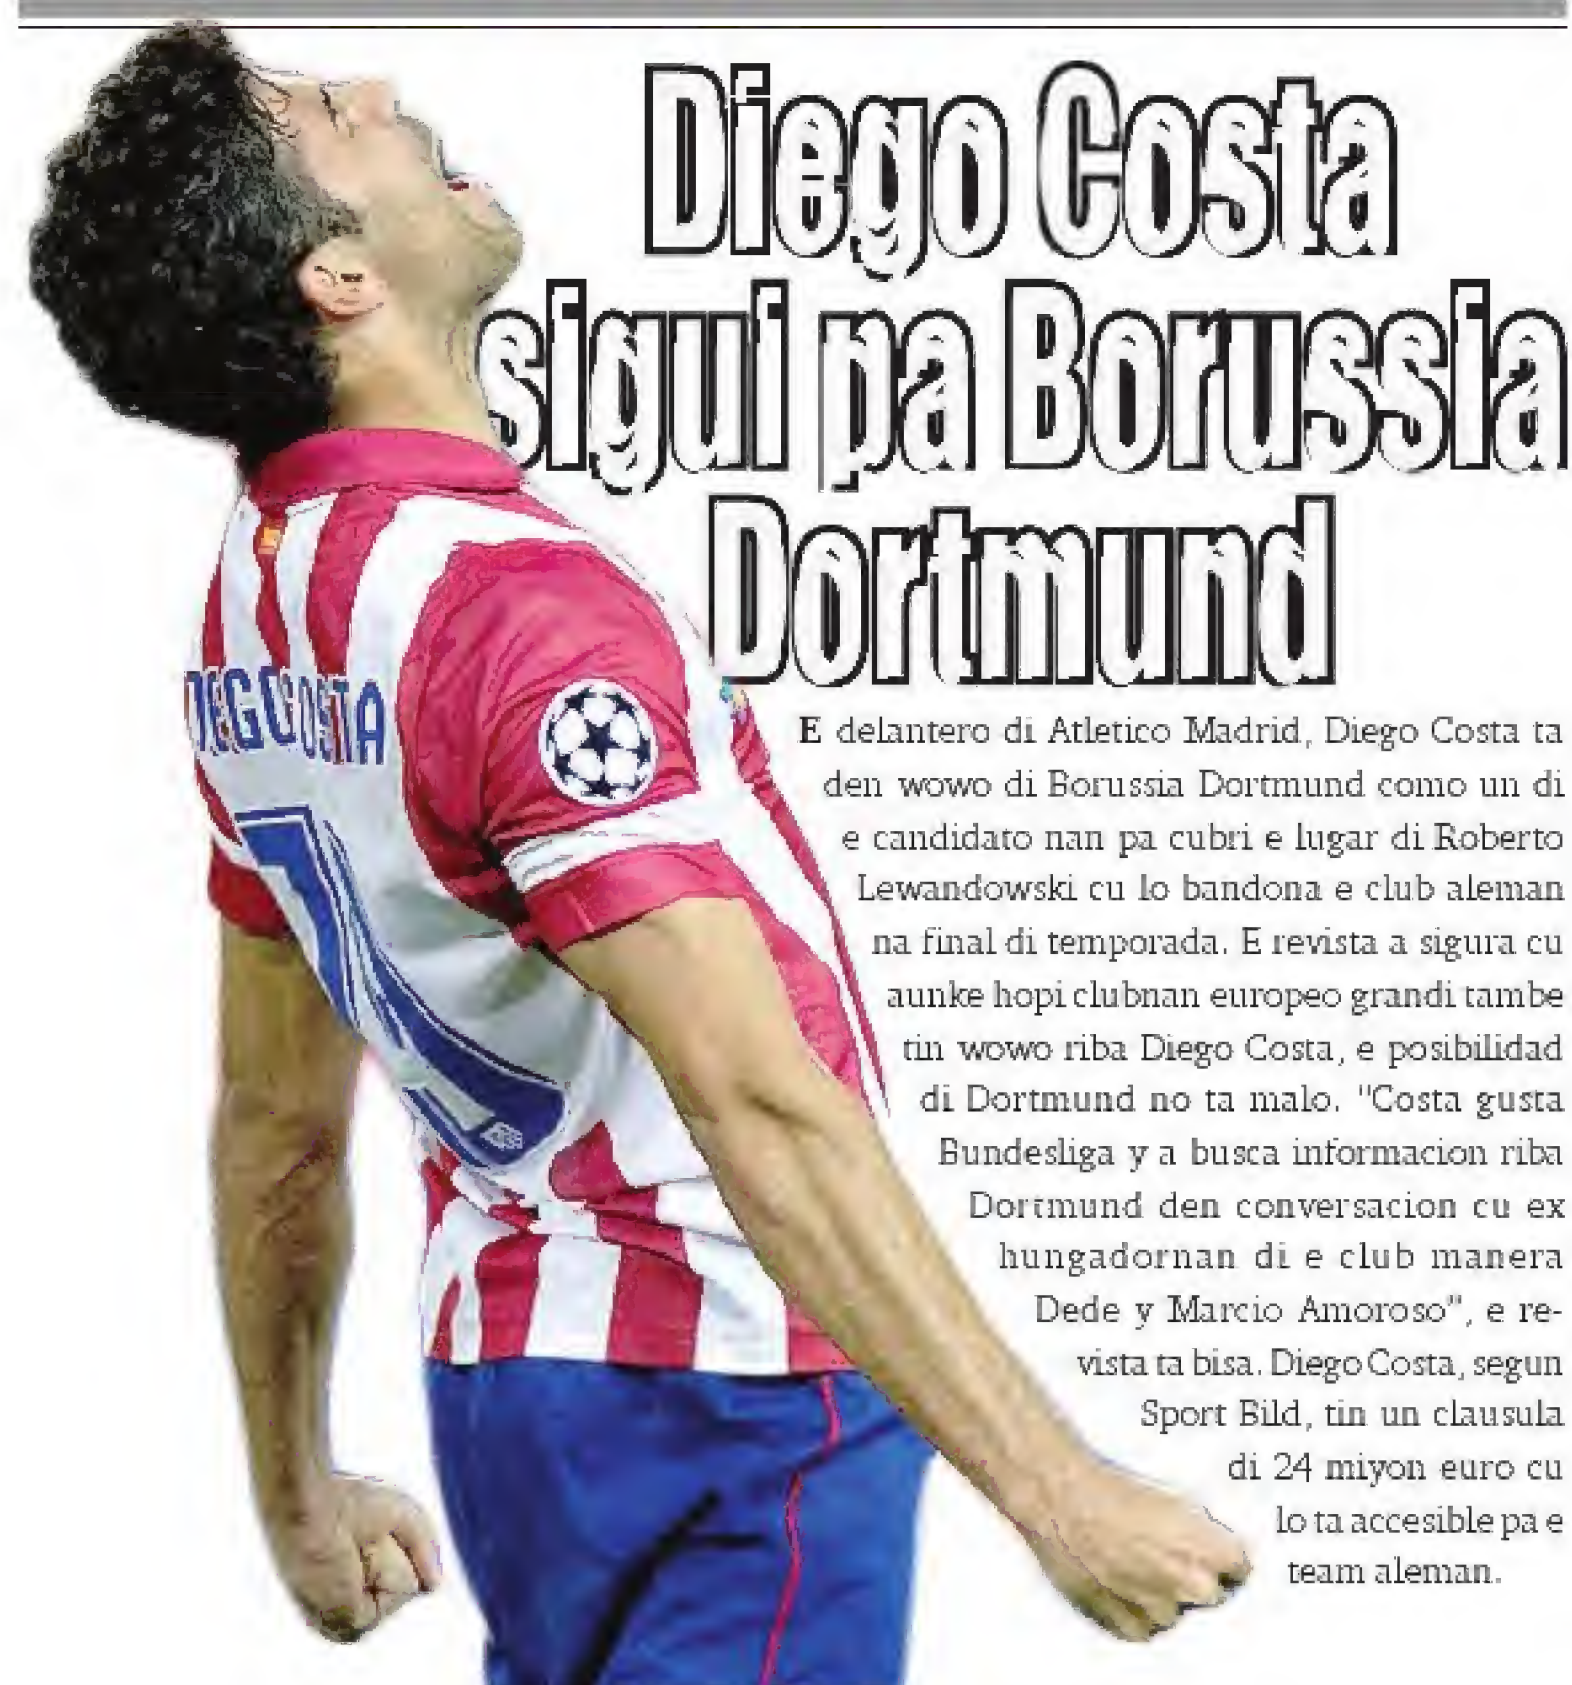 Diego Costa
sigui pa Borussia
Dortmund
E delantero di Atletico Madrid, Diego Costa ta
den wowo di Borussia Dortmund como un di
e candidato nan pa cubri e lugar di Roberto
Lewandowski cu lo bandona e club aleman
na final di temporada. E revista a sigura cu
aunke hopi clubnan europeo grandi tambe
tin wowo riba Diego Costa, e posibilidad
di Dortmund no ta malo. "Costa gusta
Bundesliga y a busca informacion riba
Dortmund den conversacion cu ex
hungadornan di e club manera
Dede y Marcio Amoroso", e re-
vista ta bisa. Diego Costa, segun
Sport Bild, tin un clausula
di 24 miyon euro cu
lo ta accesible pa e
team aleman.